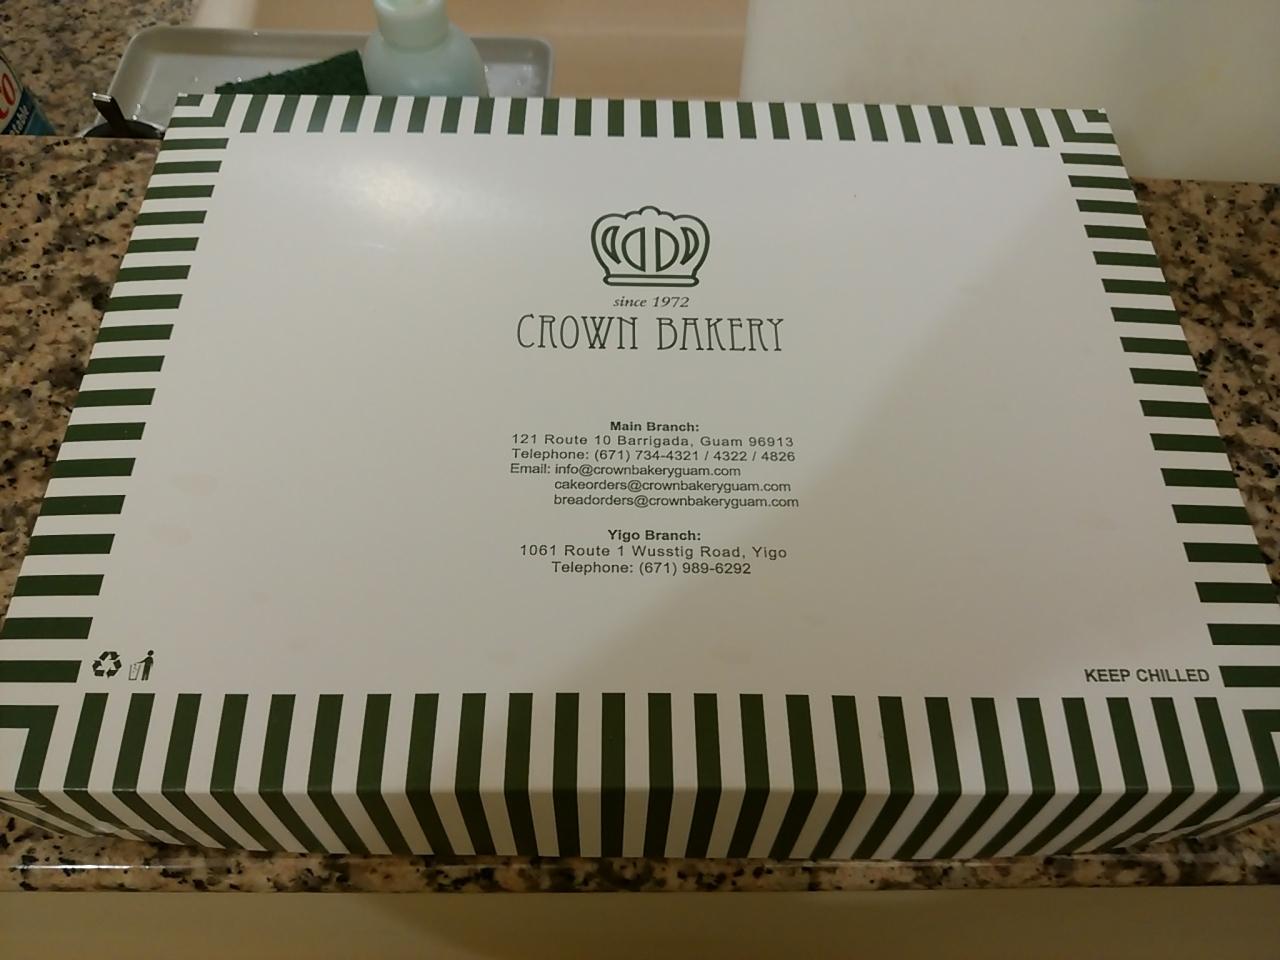 since 1972
CROWN BAKERY
Main Branch:
121 Route 10 Barrigada, Guam 96913
Telephone: (671) 734-4321 / 4322 / 4826
Email: info@crownbakeryguam.com
cakeorders@crownbakeryguam.com
breadorders@crownbakeryguam.com
Yigo Branch:
1061 Route 1 Wusstig Road, Yigo
Telephone: (671) 989-6292
KEEP CHILLED